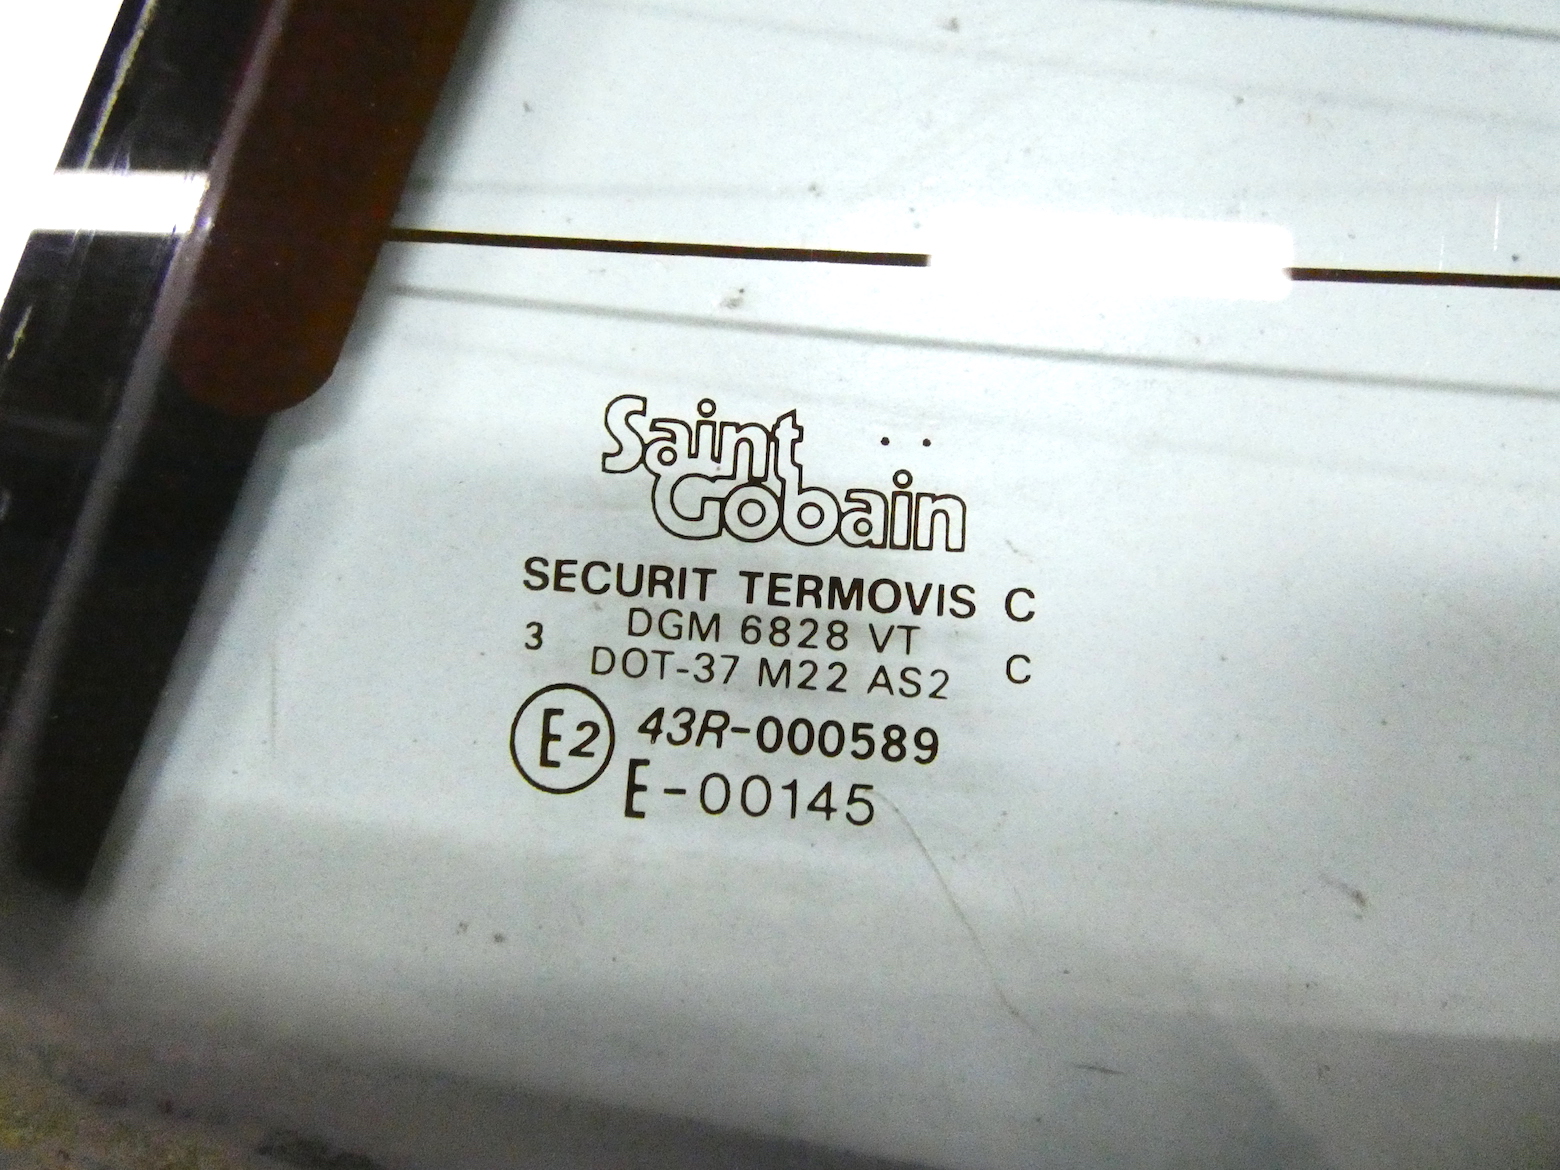 Saint
Gobain
SECURIT TERMOVIS C
DGM 6828 VT
3 DOT-37 M22 AS2 C
E2 43R-000589
E-00145